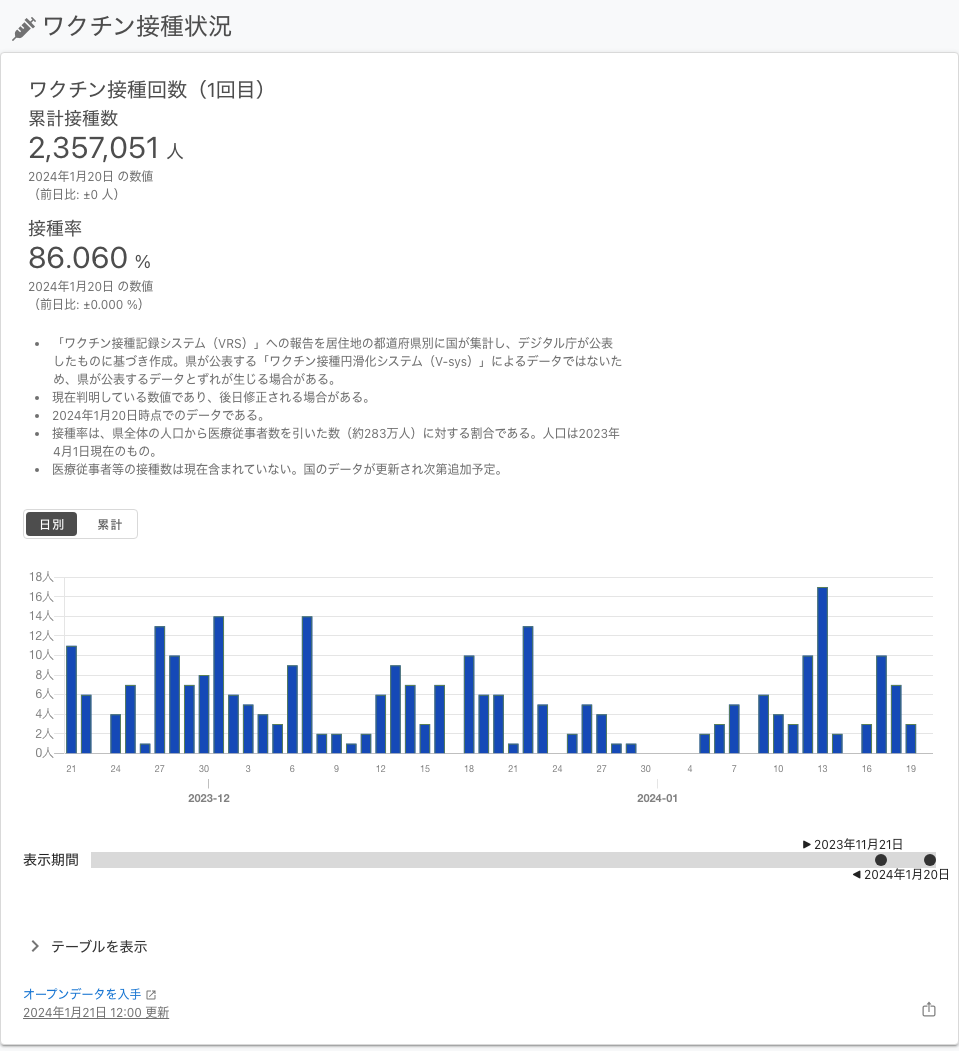 ワクチン接種状況
ワクチン接種回数（1回目）
累計接種数
2,357,051 人
2024年1月20日 の数値
（前日比: ±0 人）
接種率
86.060 %
2024年1月20日 の数値
（前日比: ±0.000 %）
• 「ワクチン接種記録システム（VRS）」への報告を居住地の都道府県別に国が集計し、デジタル庁が公表
したものに基づき作成。県が公表する「ワクチン接種円滑化システム（V-sys）」によるデータではないた
め、県が公表するデータとずれが生じる場合がある。
• 現在判明している数値であり、後日修正される場合がある。
• 2024年1月20日時点でのデータである。
• 接種率は、県全体の人口から医療従事者数を引いた数（約283万人）に対する割合である。人口は2023年
4月1日現在のもの。
• 医療従事者等の接種数は現在含まれていない。国のデータが更新され次第追加予定。
日別 累計
18人
16人
14人
12人
10人
8人
6人
4人
2人
0人
21 24 27 30 3 6 9 12 15 18 21 24 27 30 4 7 10 13 16 19
2023-12 2024-01
▶ 2023年11月21日
表示期間
◀ 2024年1月20日
テーブルを表示
オープンデータを入手
2024年1月21日 12:00 更新